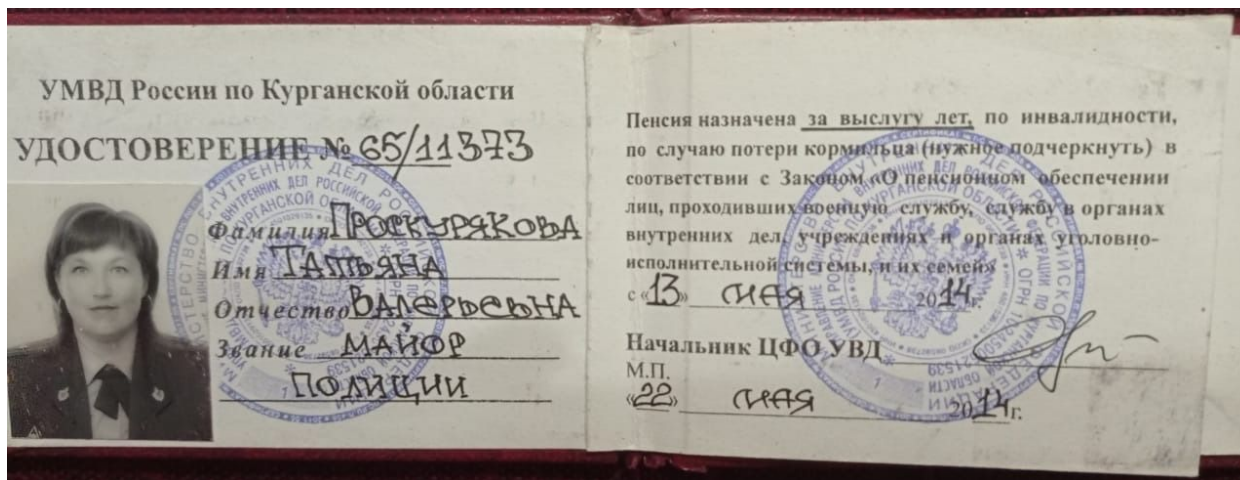 УМВД России по Курганской области
УДОСТОВЕРЕНИЕ № 65/11373
Фамилия ПРОСКУРЯКОВА
Имя ТАТЬЯНА
Отчество ВАЛЕРЬЕВНА
Звание МАЙОР
ПОЛИЦИИ
Пенсия назначена за выслугу лет, по инвалидности,
по случаю потери кормильца (нужное подчеркнуть) в
соответствии с Законом «О пенсионном обеспечении
лиц, проходивших военную службу, службу в органах
внутренних дел, учреждениях и органах уголовно-
исполнительной системы, и их семей»
с «13» мая 2014г.
Начальник ЦФО УВД
М.П.
«22» мая 2014г.